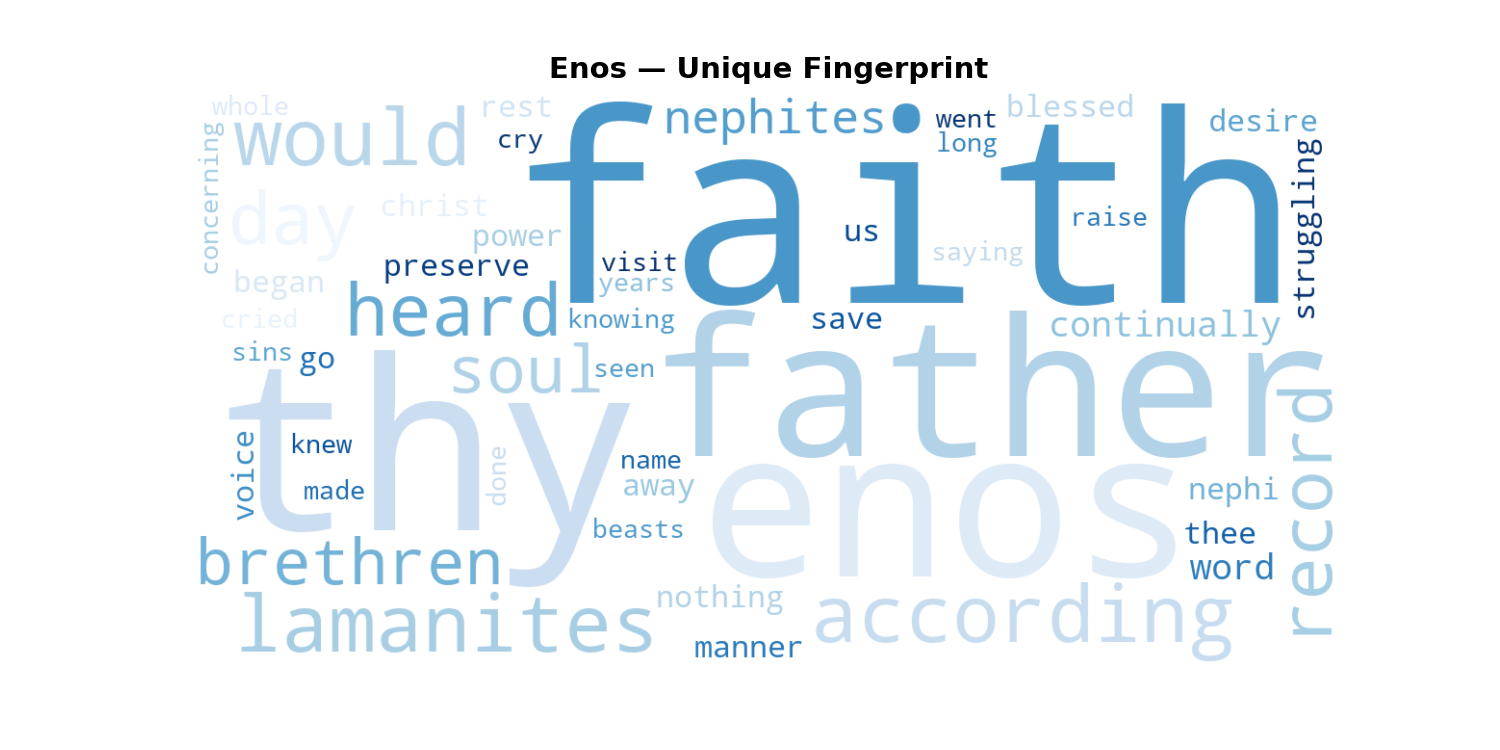 Enos — Unique Fingerprint
whole
would
rest
cry
nephites
went
long
blessed
desire
concerning
day
christ
power
faith
us
saying
raise
struggling
preserve
visit
years
began
heard
cried
knowing
save
continually
sins
go
soul
seen
father
thy
voice
knew
made
done
name
away
enos
nephi
record
beasts
thee
word
brethren
lamanites
nothing
manner
according